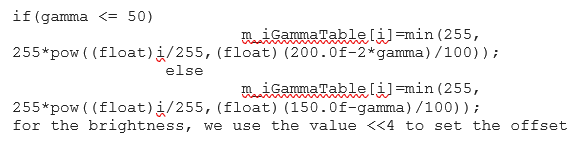 if(gamma <= 50)
m_iGammaTable[i]=min(255,
255*pow((float)i/255,(float)(200.0f-2*gamma)/100));
else
m_iGammaTable[i]=min(255,
255*pow((float)i/255,(float)(150.0f-gamma)/100));
for the brightness, we use the value <<4 to set the offset